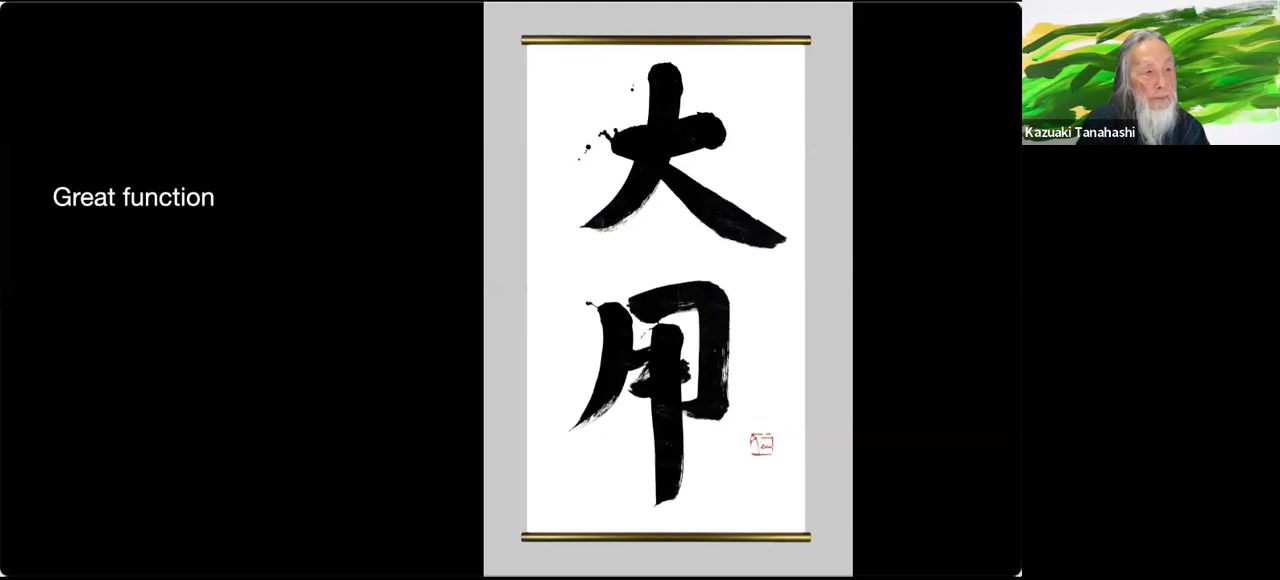 Great function
大
用
Kazuaki Tanahashi